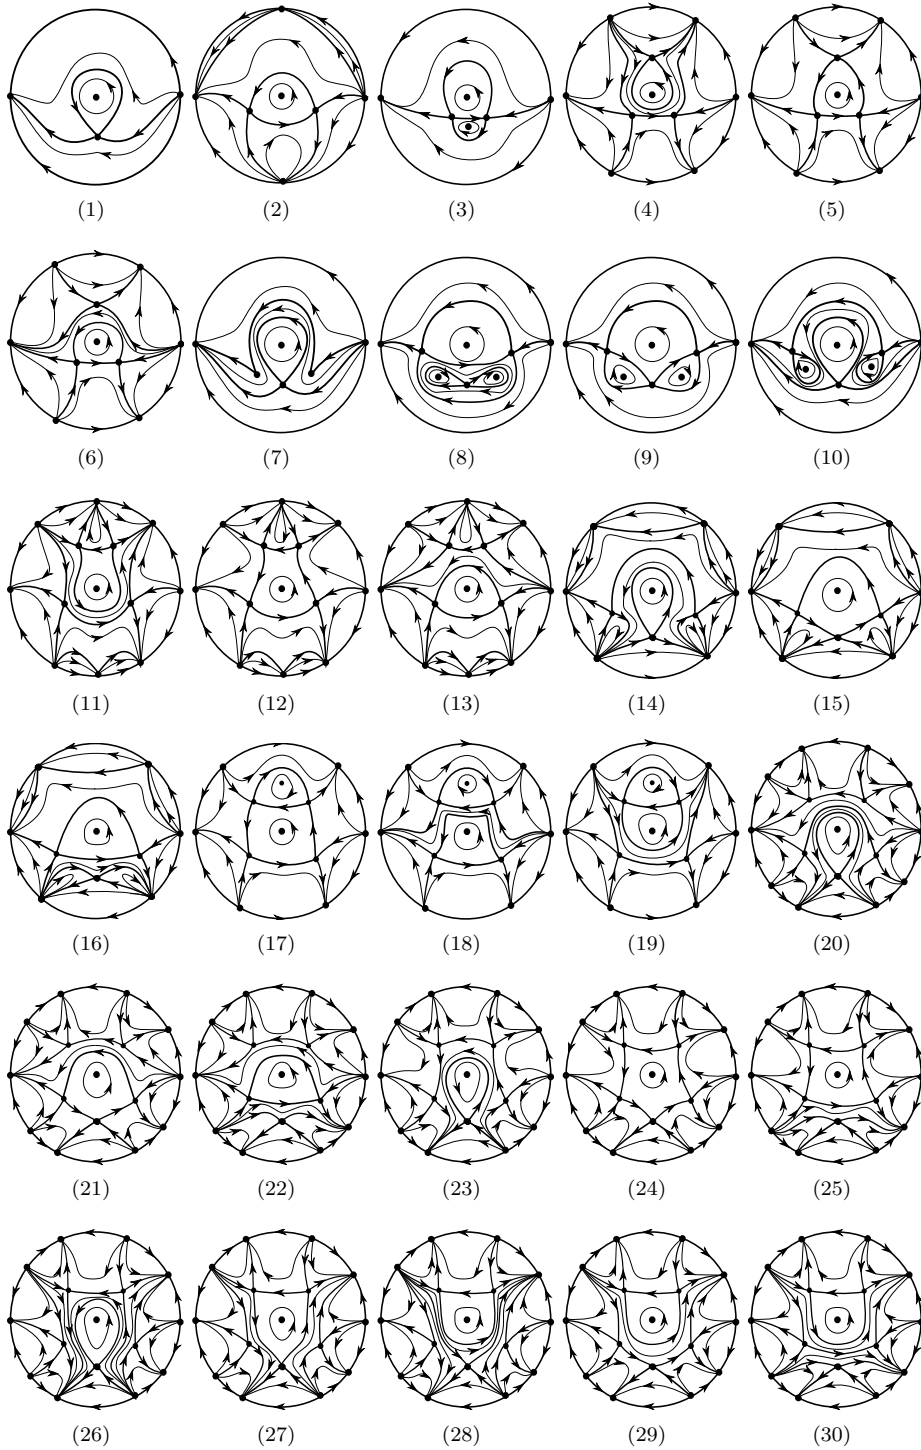 (1) (2) (3) (4) (5)
(6) (7) (8) (9) (10)
(11) (12) (13) (14) (15)
(16) (17) (18) (19) (20)
(21) (22) (23) (24) (25)
(26) (27) (28) (29) (30)